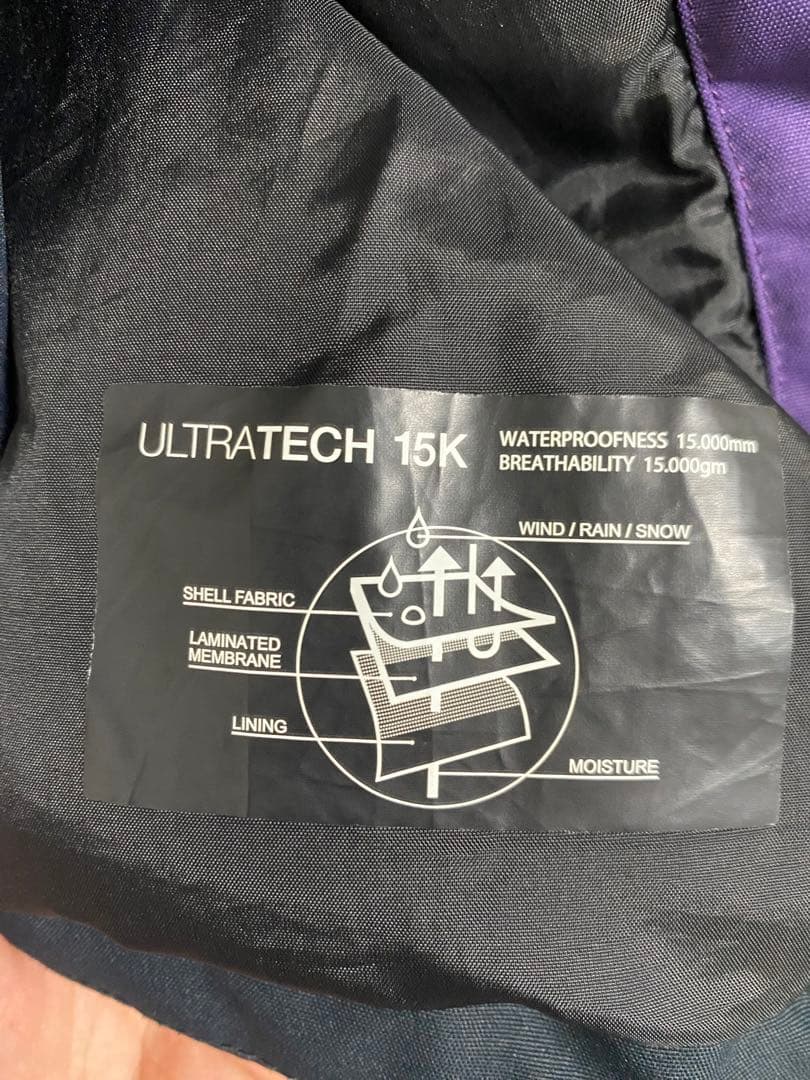 ULTRATECH 15K
WATERPROOFNESS 15.000mm
BREATHABILITY 15.000gm
WIND / RAIN / SNOW
SHELL FABRIC
LAMINATED
MEMBRANE
LINING
MOISTURE